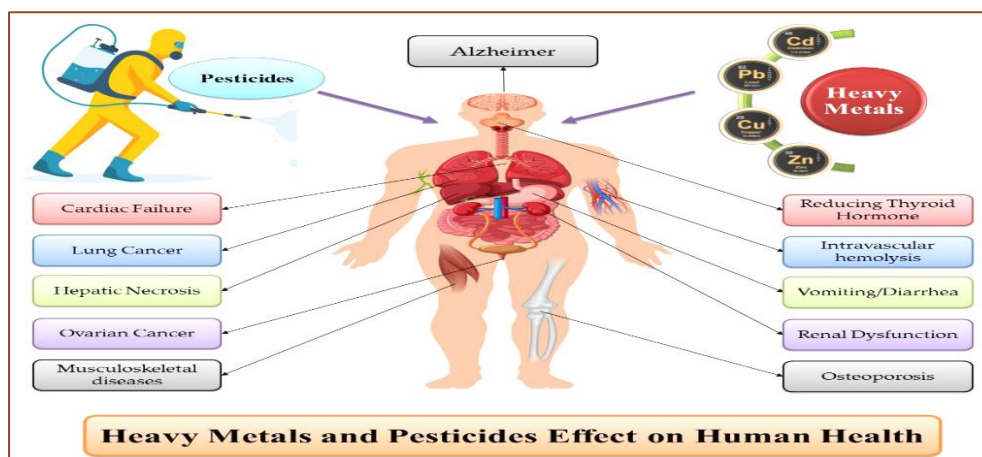 Alzheimer
Pesticides
Cd
Pb
Cu
Zn
Heavy
Metals
Cardiac Failure
Lung Cancer
Hepatic Necrosis
Ovarian Cancer
Musculoskeletal
diseases
Reducing Thyroid
Hormone
Intravascular
hemolysis
Vomiting/Diarrhea
Renal Dysfunction
Osteoporosis
Heavy Metals and Pesticides Effect on Human Health